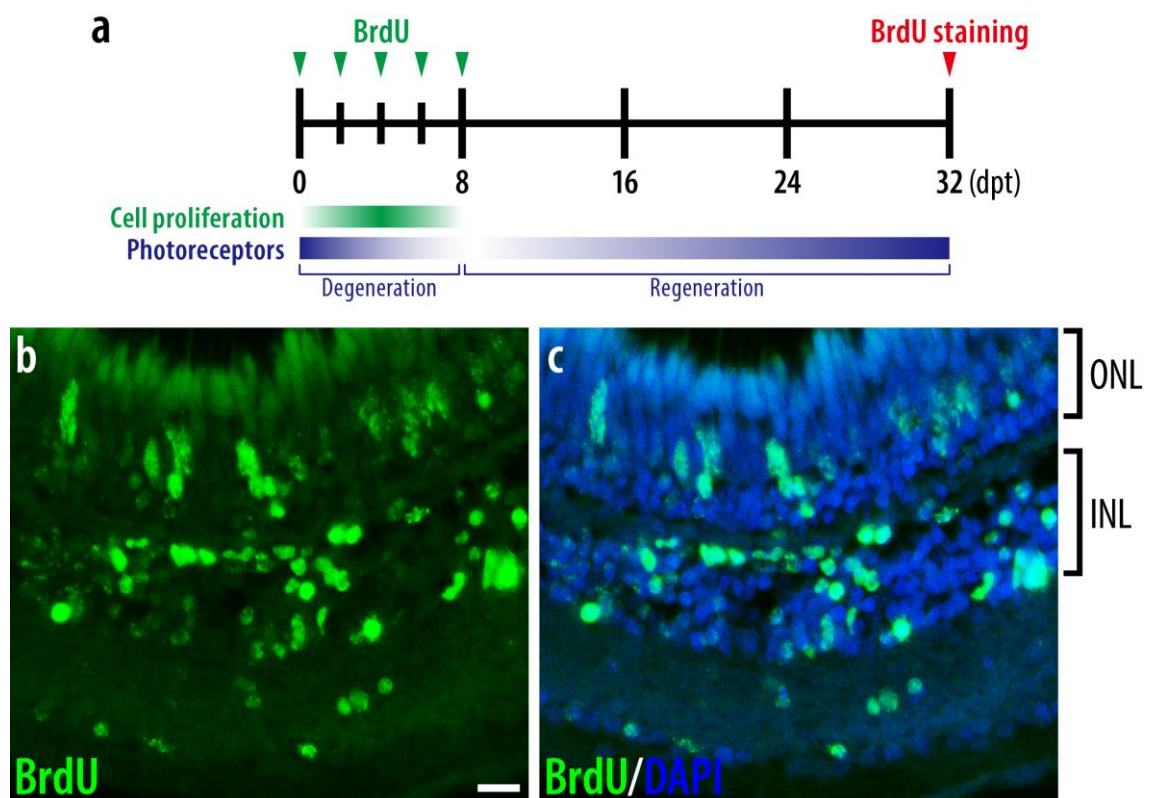 a
BrdU
BrdU staining
0 8 16 24 32 (dpt)
Cell proliferation
Photoreceptors
Degeneration Regeneration
b
c
ONL
INL
BrdU
BrdU/DAPI